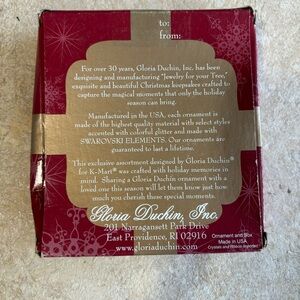 to:
from:
For over 30 years, Gloria Duchin, Inc. has been
designing and manufacturing "Jewelry for your Tree,"
exquisite and beautiful Christmas keepsakes crafted to
capture the magical moments that only the holiday
season can bring.
Manufactured in the USA, each ornament is
made of the highest quality material with select styles
accented with colorful glitter and made with
SWAROVSKI ELEMENTS. Our ornaments are
guaranteed to last a lifetime.
This exclusive assortment designed by Gloria Duchin®
for K-Mart® was crafted with holiday memories in
mind. Sharing a Gloria Duchin ornament with a
loved one this season will let them know just how
much you cherish these special moments.
Gloria Duchin, Inc.
201 Narragansett Park Drive
East Providence, RI 02916
www.gloriaduchin.com
Ornament and Box
Made in USA
Crystals and Ribbon Imported